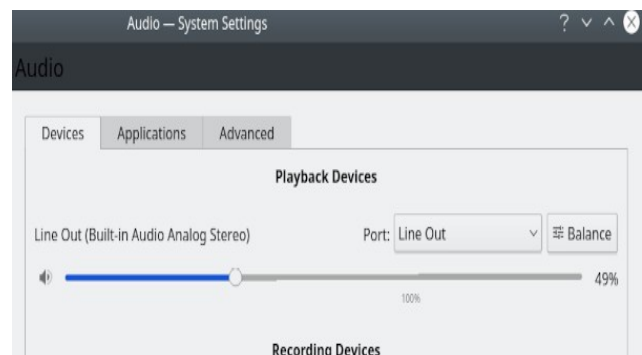 Audio — System Settings
Audio
Devices Applications Advanced
Playback Devices
Line Out (Built-in Audio Analog Stereo) Port: Line Out Balance
49%
100%
Recording Devices